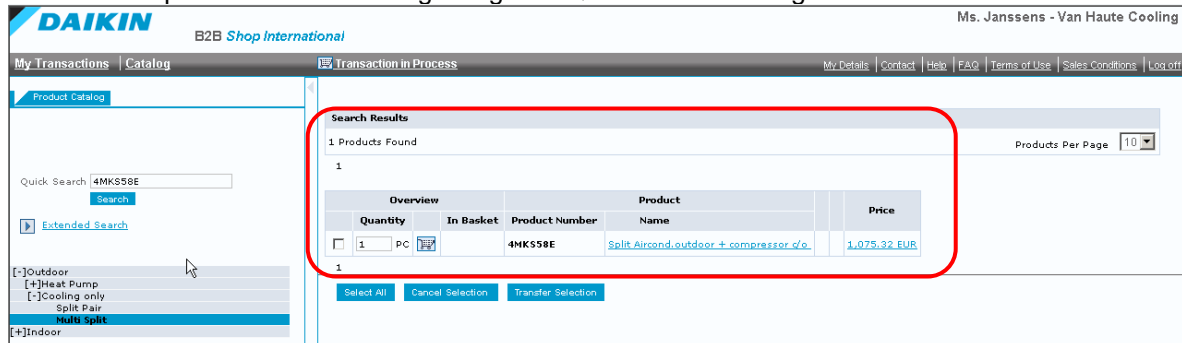 DAIKIN
B2B Shop International
Ms. Janssens - Van Haute Cooling
My Transactions | Catalog
Transaction in Process
My Details | Contact | Help | FAQ | Terms of Use | Sales Conditions | Log off
Product Catalog
Search Results
1 Products Found
Products Per Page 10
1
Quick Search 4MKS58E
Search
Extended Search
Overview Product Price
Quantity In Basket Product Number Name
1 PC 4MKS58E Split Aircond.outdoor + compressor c/o 1,075.32 EUR
1
Select All Cancel Selection Transfer Selection
[-]Outdoor
[+]Heat Pump
[-]Cooling only
Split Pair
Multi Split
[+]Indoor